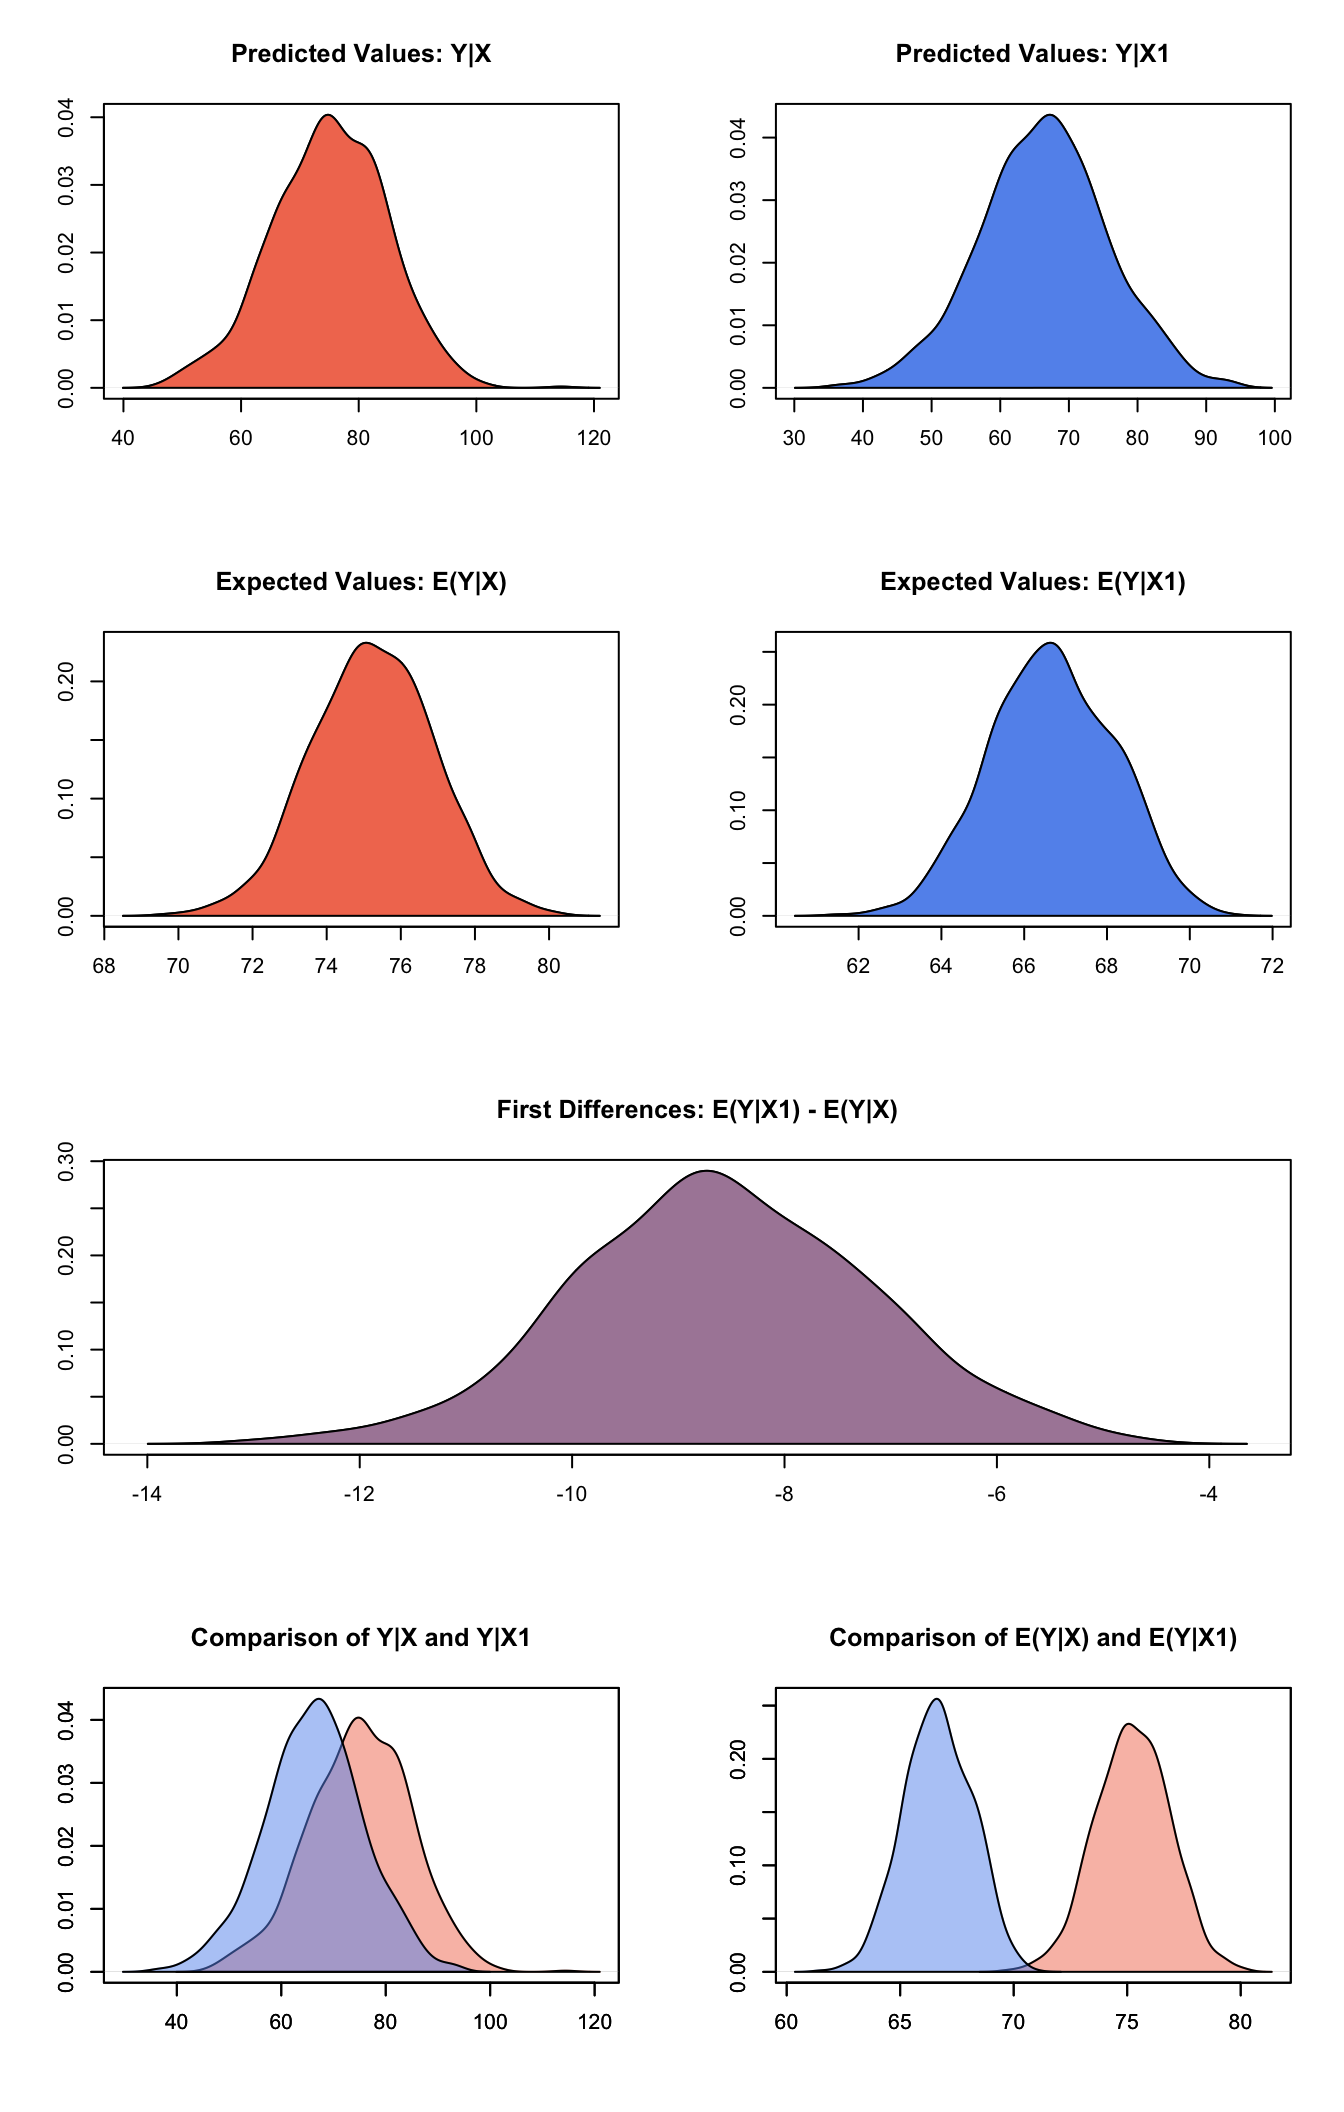 Predicted Values: Y|X
0.00 0.01 0.02 0.03 0.04
40 60 80 100 120
Predicted Values: Y|X1
0.00 0.01 0.02 0.03 0.04
30 40 50 60 70 80 90 100
Expected Values: E(Y|X)
0.00 0.10 0.20
68 70 72 74 76 78 80
Expected Values: E(Y|X1)
0.00 0.10 0.20
62 64 66 68 70 72
First Differences: E(Y|X1) - E(Y|X)
0.00 0.10 0.20 0.30
-14 -12 -10 -8 -6 -4
Comparison of Y|X and Y|X1
0.00 0.01 0.02 0.03 0.04
40 60 80 100 120
Comparison of E(Y|X) and E(Y|X1)
0.00 0.10 0.20
60 65 70 75 80